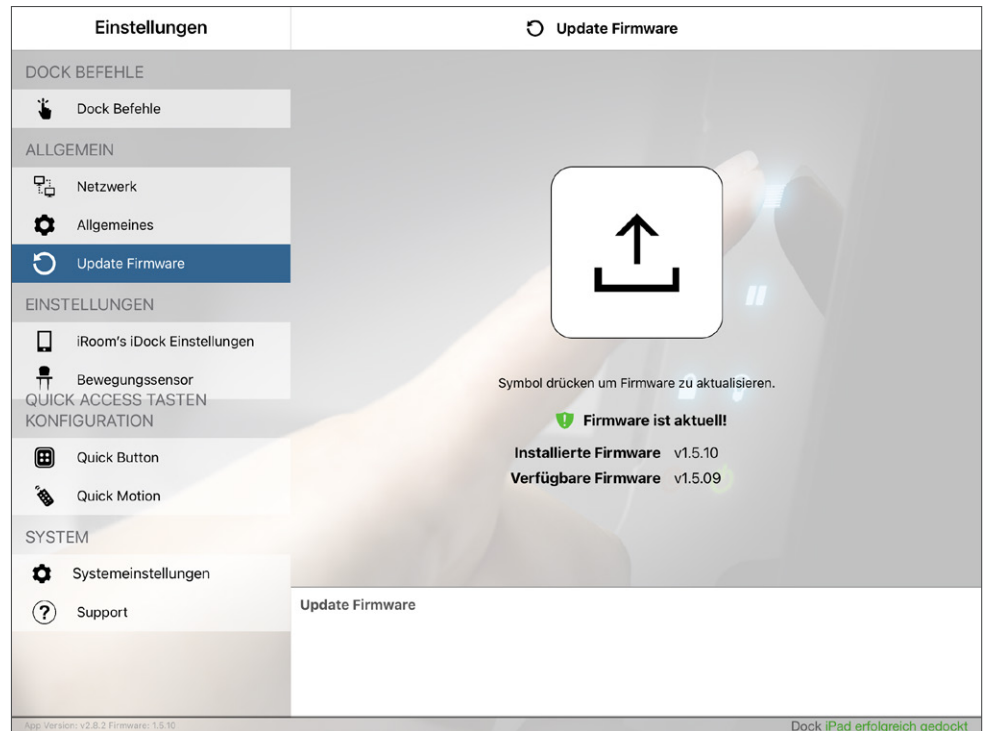 Einstellungen
Update Firmware
DOCK BEFEHLE
Dock Befehle
ALLGEMEIN
Netzwerk
Allgemeines
Update Firmware
EINSTELLUNGEN
iRoom's iDock Einstellungen
Bewegungssensor
QUICK ACCESS TASTEN
KONFIGURATION
Quick Button
Quick Motion
SYSTEM
Systemeinstellungen
Support
Symbol drücken um Firmware zu aktualisieren.
Firmware ist aktuell!
Installierte Firmware v1.5.10
Verfügbare Firmware v1.5.09
Update Firmware
App Version: v2.8.2 Firmware: 1.5.10
Dock iPad erfolgreich gedockt